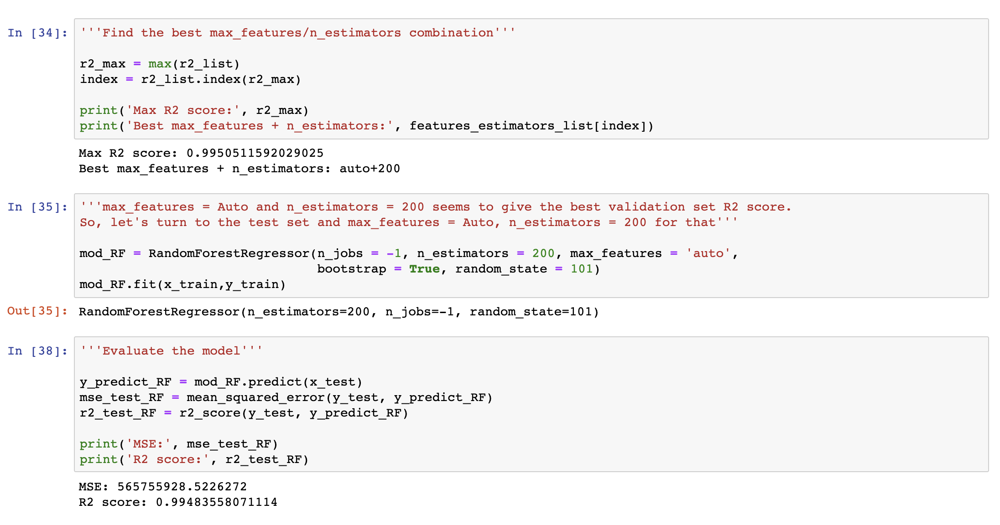 In [34]: '''Find the best max_features/n_estimators combination'''
r2_max = max(r2_list)
index = r2_list.index(r2_max)
print('Max R2 score:', r2_max)
print('Best max_features + n_estimators:', features_estimators_list[index])
Max R2 score: 0.9950511592029025
Best max_features + n_estimators: auto+200
In [35]: '''max_features = Auto and n_estimators = 200 seems to give the best validation set R2 score.
So, let's turn to the test set and max_features = Auto, n_estimators = 200 for that'''
mod_RF = RandomForestRegressor(n_jobs = -1, n_estimators = 200, max_features = 'auto',
bootstrap = True, random_state = 101)
mod_RF.fit(x_train,y_train)
Out[35]: RandomForestRegressor(n_estimators=200, n_jobs=-1, random_state=101)
In [38]: '''Evaluate the model'''
y_predict_RF = mod_RF.predict(x_test)
mse_test_RF = mean_squared_error(y_test, y_predict_RF)
r2_test_RF = r2_score(y_test, y_predict_RF)
print('MSE:', mse_test_RF)
print('R2 score:', r2_test_RF)
MSE: 565755928.5226272
R2 score: 0.99483558071114